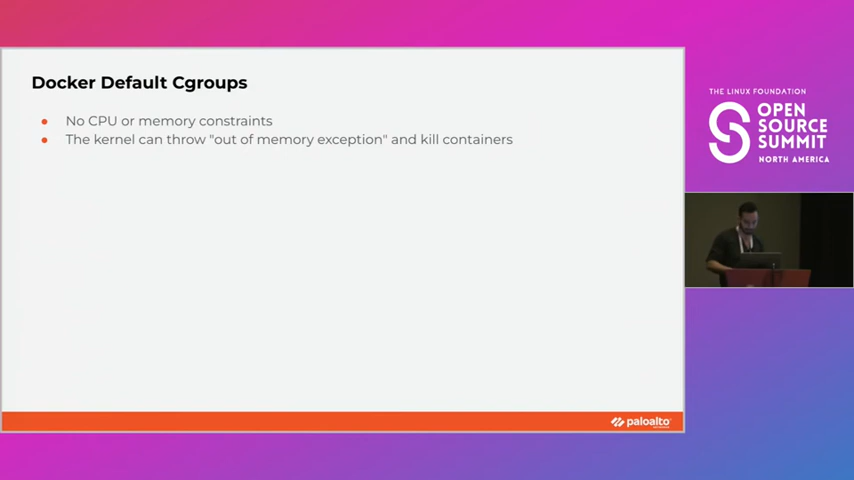 Docker Default Cgroups
● No CPU or memory constraints
● The kernel can throw "out of memory exception" and kill containers
paloalto
THE LINUX FOUNDATION
OPEN
SOURCE
SUMMIT
NORTH AMERICA